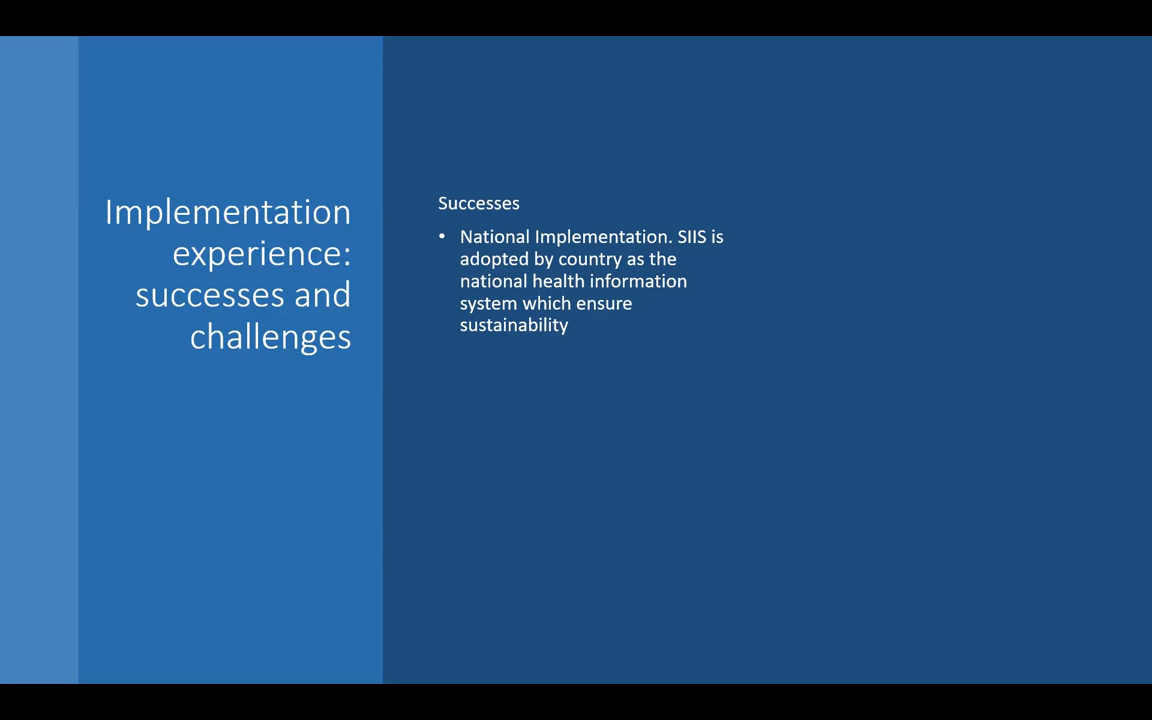 Implementation
experience:
successes and
challenges
Successes
• National Implementation. SIIS is
adopted by country as the
national health information
system which ensure
sustainability